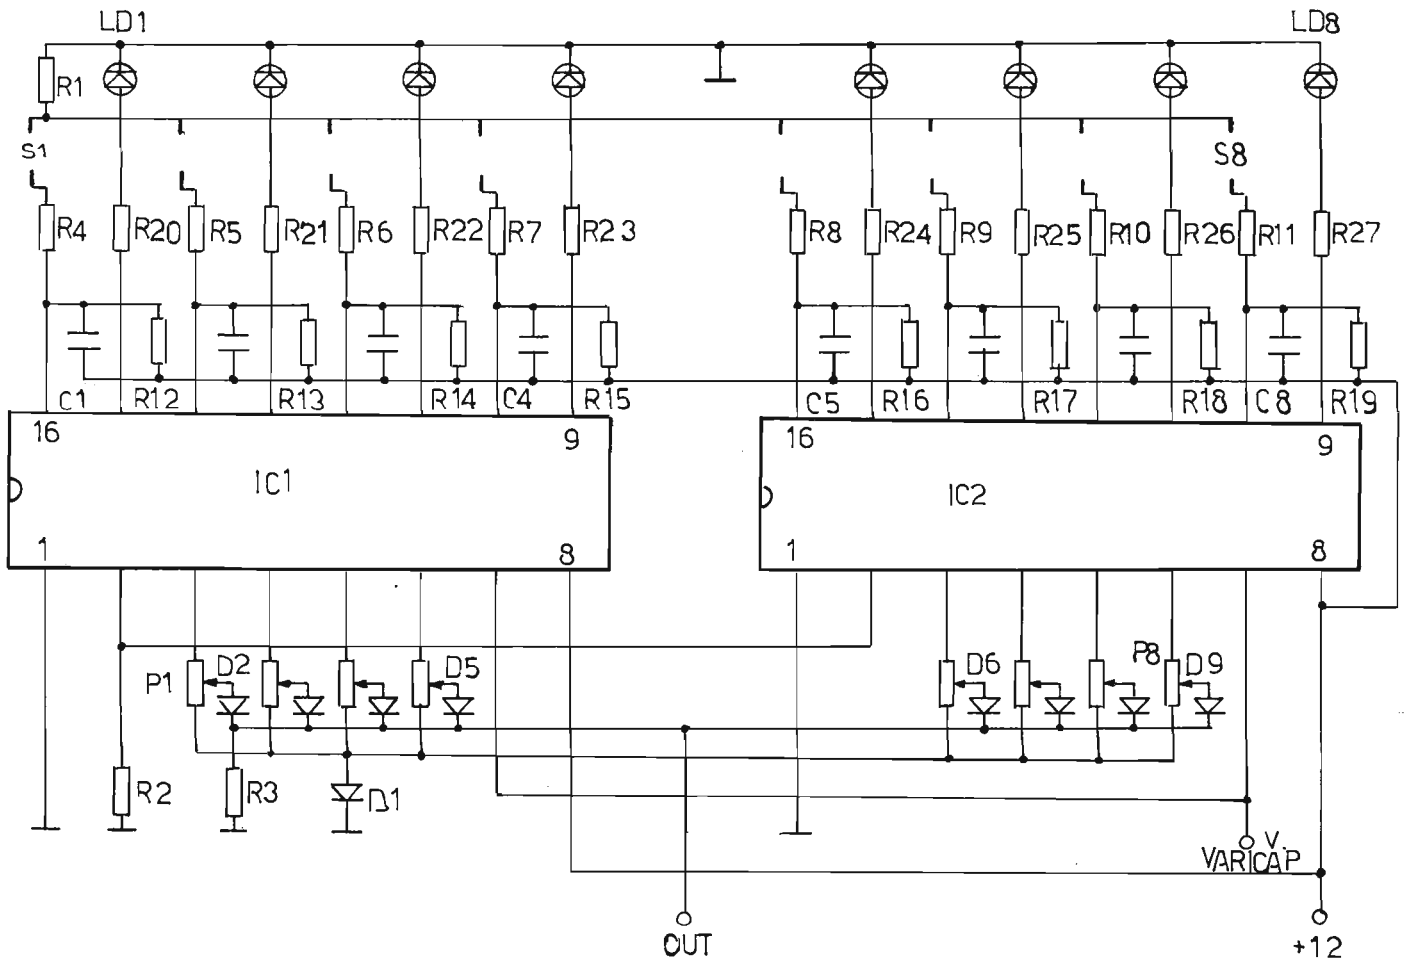 LD1 LD8
R1
S1 S8
R4 R20 R5 R21 R6 R22 R7 R23 R8 R24 R9 R25 R10 R26 R11 R27
C1 R12 R13 R14 C4 R15 C5 R16 R17 R18 C8 R19
16 9 16 9
IC1 IC2
1 8 1 8
P1 D2 D5 D6 P8 D9
R2 R3 D1
V.
VARICAP
OUT +12